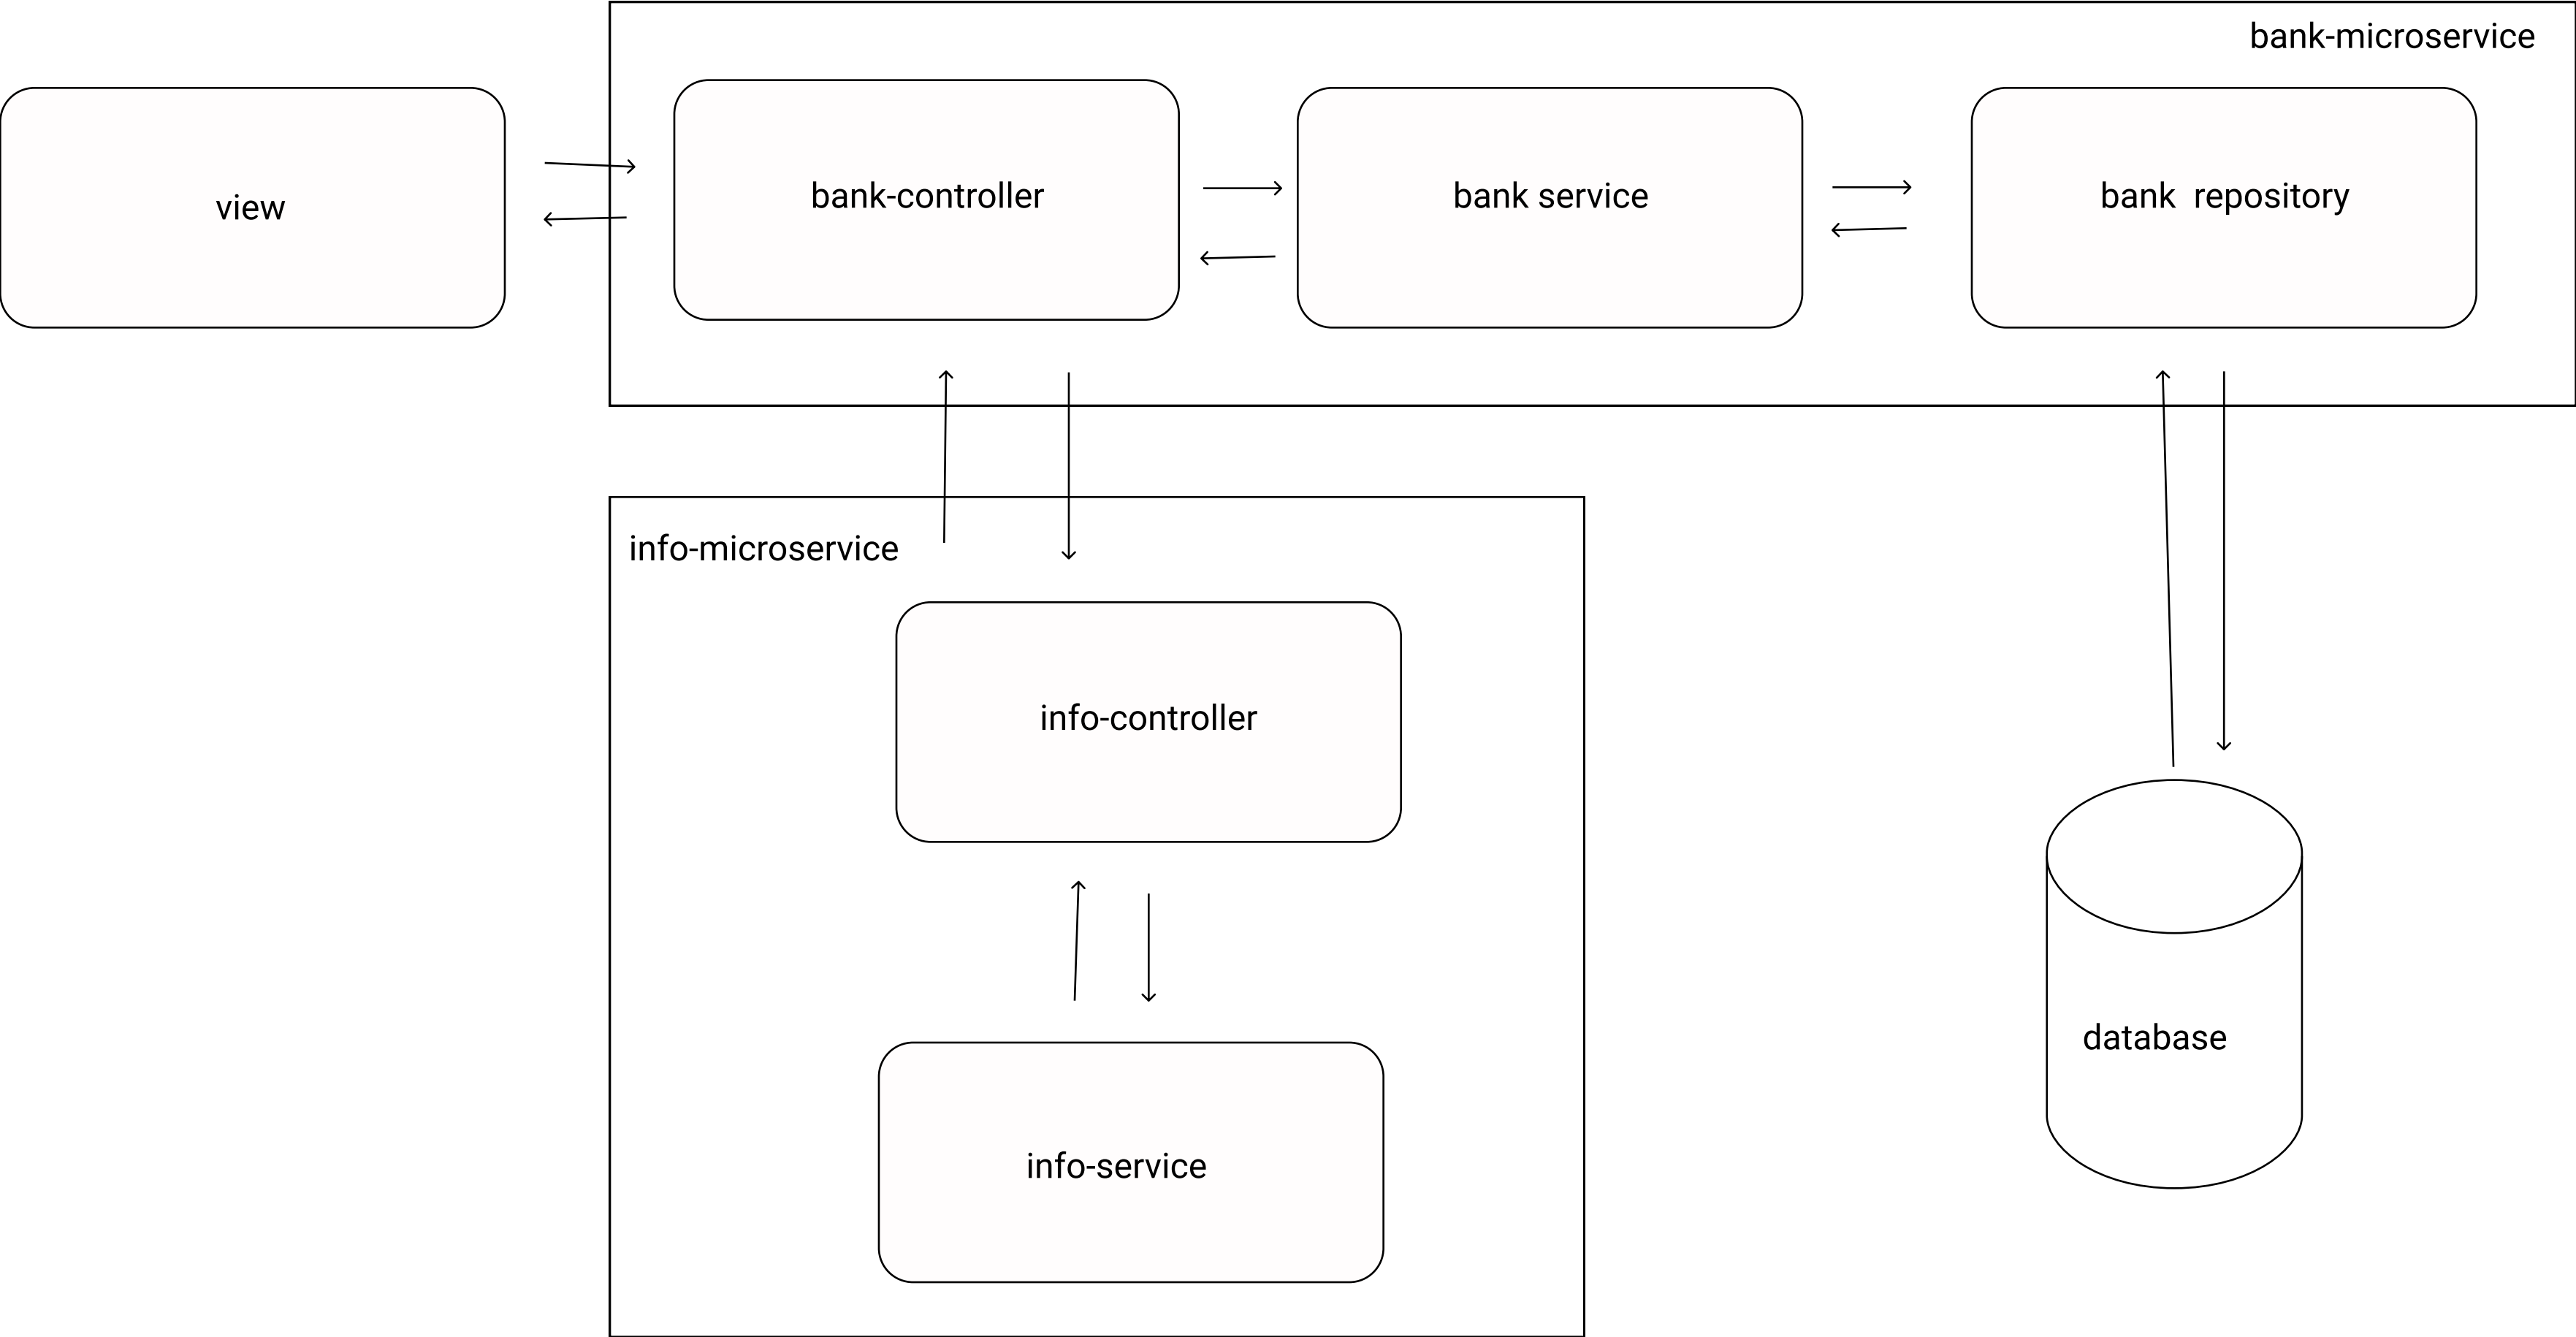 bank-microservice
view
bank-controller
bank service
bank  repository
info-microservice
info-controller
info-service
database